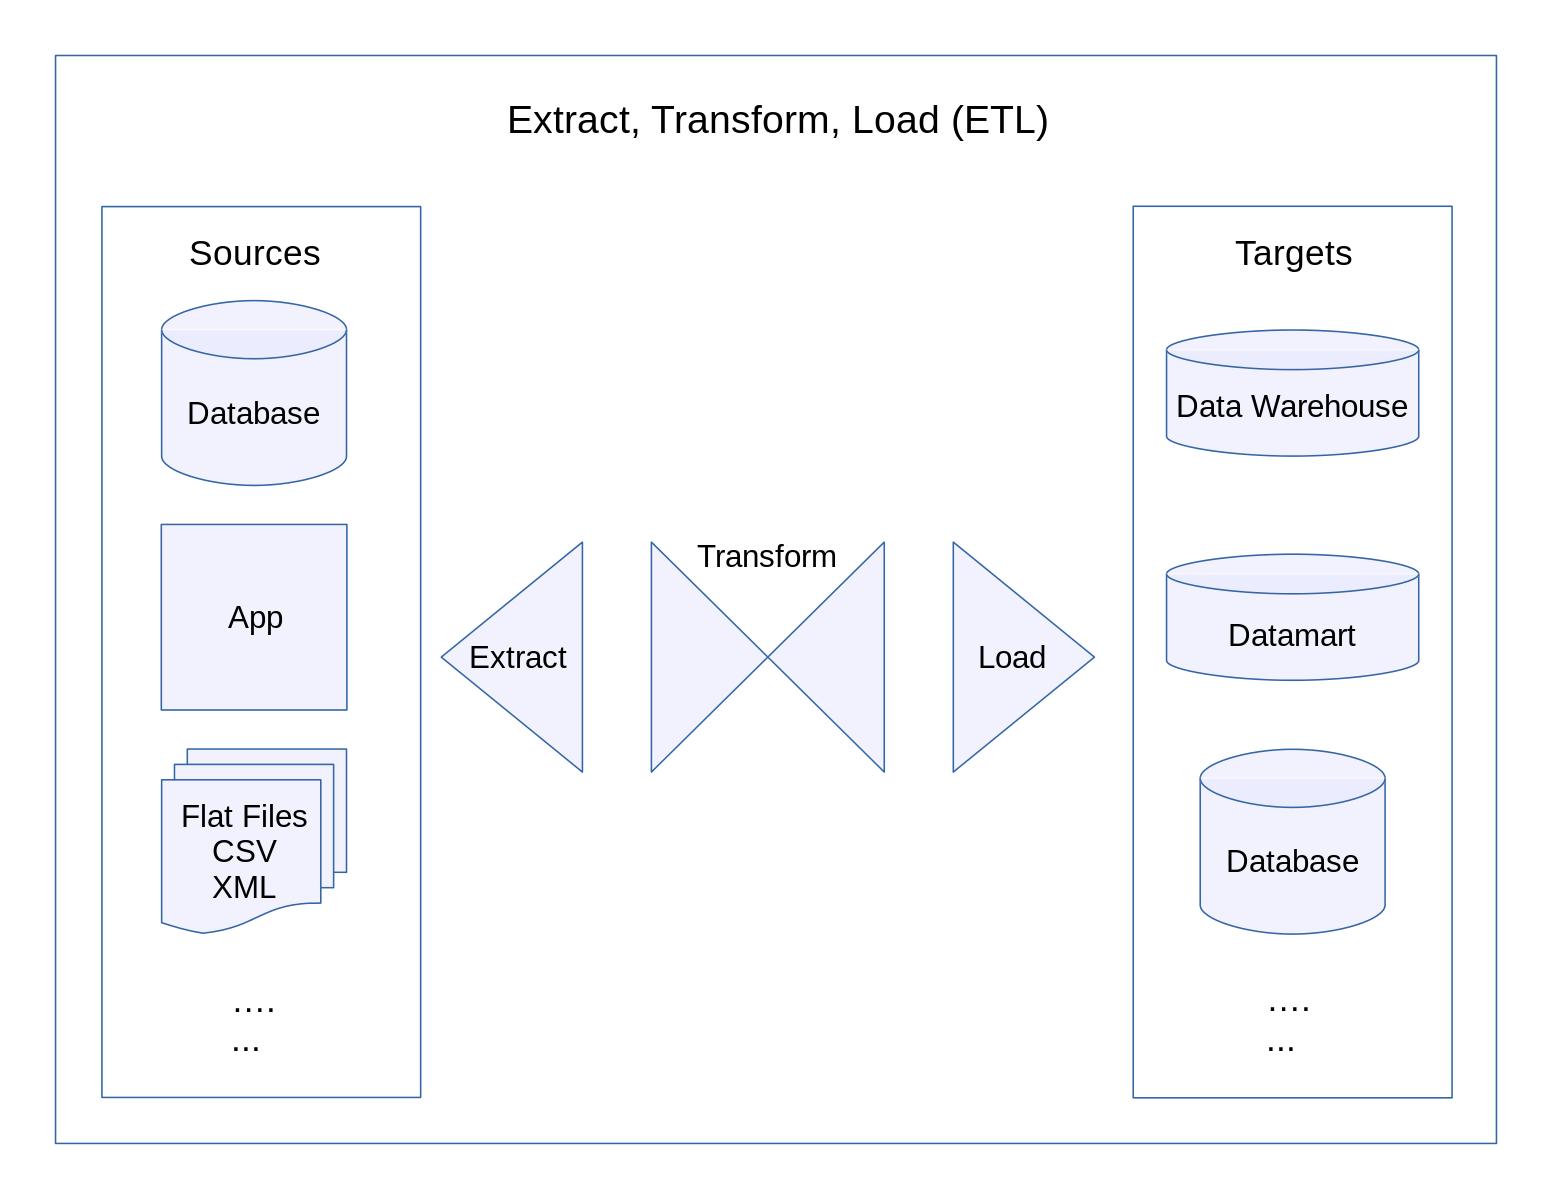 Extract, Transform, Load (ETL)
Sources
Database
App
Flat Files
CSV
XML
....
...
Extract
Transform
Load
Targets
Data Warehouse
Datamart
Database
....
...